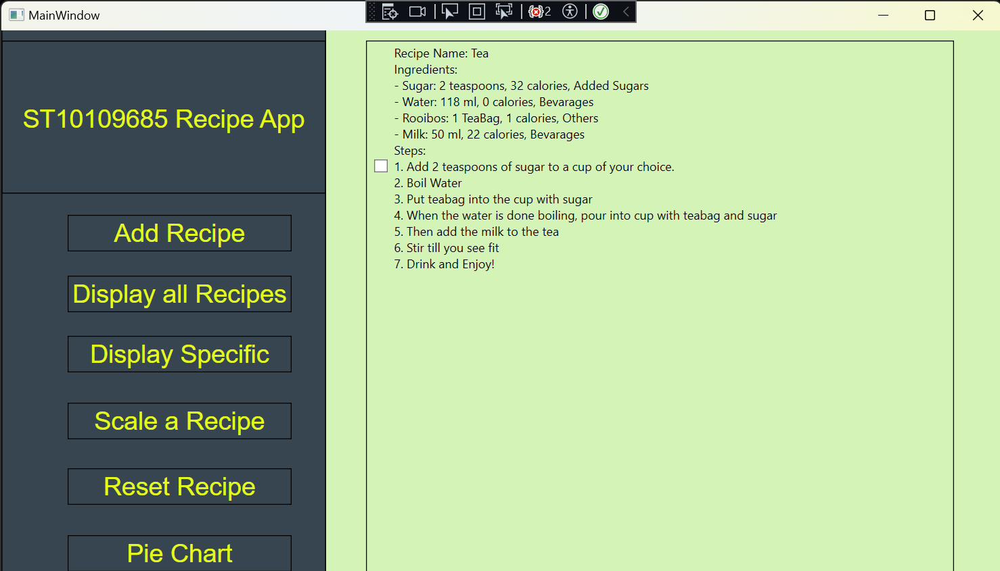 MainWindow
2
ST10109685 Recipe App
Add Recipe
Display all Recipes
Display Specific
Scale a Recipe
Reset Recipe
Pie Chart
Recipe Name: Tea
Ingredients:
- Sugar: 2 teaspoons, 32 calories, Added Sugars
- Water: 118 ml, 0 calories, Bevarages
- Rooibos: 1 TeaBag, 1 calories, Others
- Milk: 50 ml, 22 calories, Bevarages
Steps:
1. Add 2 teaspoons of sugar to a cup of your choice.
2. Boil Water
3. Put teabag into the cup with sugar
4. When the water is done boiling, pour into cup with teabag and sugar
5. Then add the milk to the tea
6. Stir till you see fit
7. Drink and Enjoy!